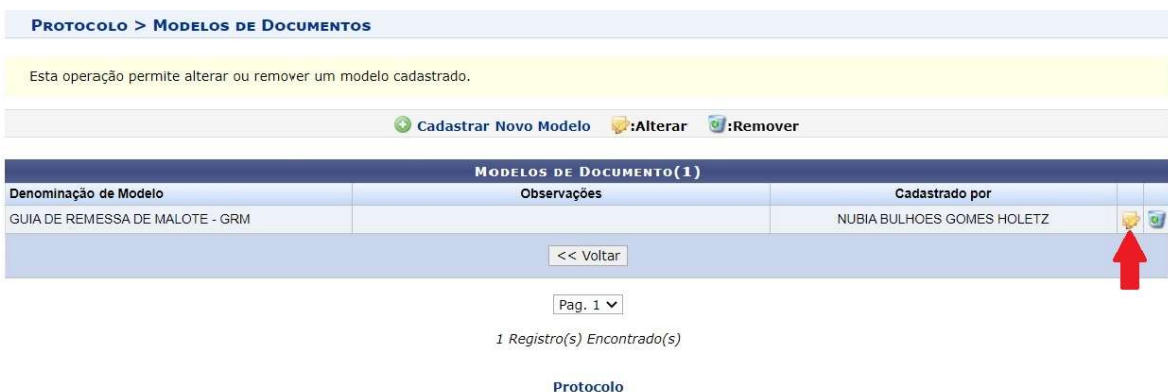 Protocolo > Modelos de Documentos
Esta operação permite alterar ou remover um modelo cadastrado.
Cadastrar Novo Modelo :Alterar :Remover
Modelos de Documento(1)
Denominação de Modelo Observações Cadastrado por
GUIA DE REMESSA DE MALOTE - GRM NUBIA BULHOES GOMES HOLETZ
<< Voltar
Pag. 1
1 Registro(s) Encontrado(s)
Protocolo